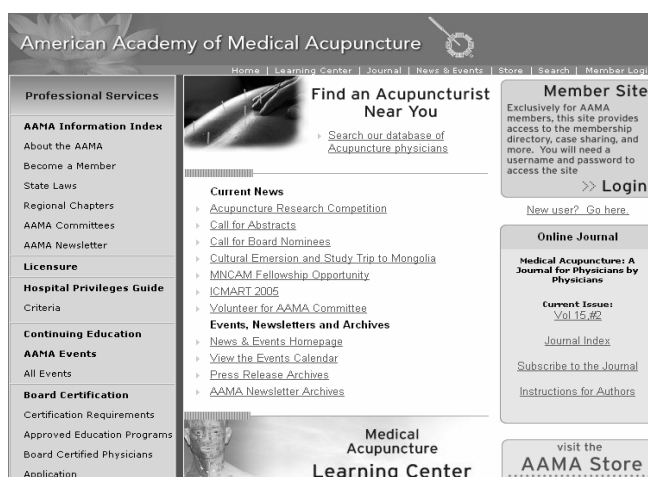 American Academy of Medical Acupuncture
Home | Learning Center | Journal | News & Events | Store | Search | Member Logi
Professional Services
AAMA Information Index
About the AAMA
Become a Member
State Laws
Regional Chapters
AAMA Committees
AAMA Newsletter
Licensure
Hospital Privileges Guide
Criteria
Continuing Education
AAMA Events
All Events
Board Certification
Certification Requirements
Approved Education Programs
Board Certified Physicians
Application
Find an Acupuncturist
Near You
Search our database of
Acupuncture physicians
Current News
Acupuncture Research Competition
Call for Abstracts
Call for Board Nominees
Cultural Emersion and Study Trip to Mongolia
MNCAM Fellowship Opportunity
ICMART 2005
Volunteer for AAMA Committee
Events, Newsletters and Archives
News & Events Homepage
View the Events Calendar
Press Release Archives
AAMA Newsletter Archives
Medical
Acupuncture
Learning Center
Member Site
Exclusively for AAMA
members, this site provides
access to the membership
directory, case sharing, and
more. You will need a
username and password to
access the site
>> Login
New user? Go here.
Online Journal
Medical Acupuncture: A
Journal for Physicians by
Physicians
Current Issue:
Vol 15,#2
Journal Index
Subscribe to the Journal
Instructions for Authors
visit the
AAMA Store